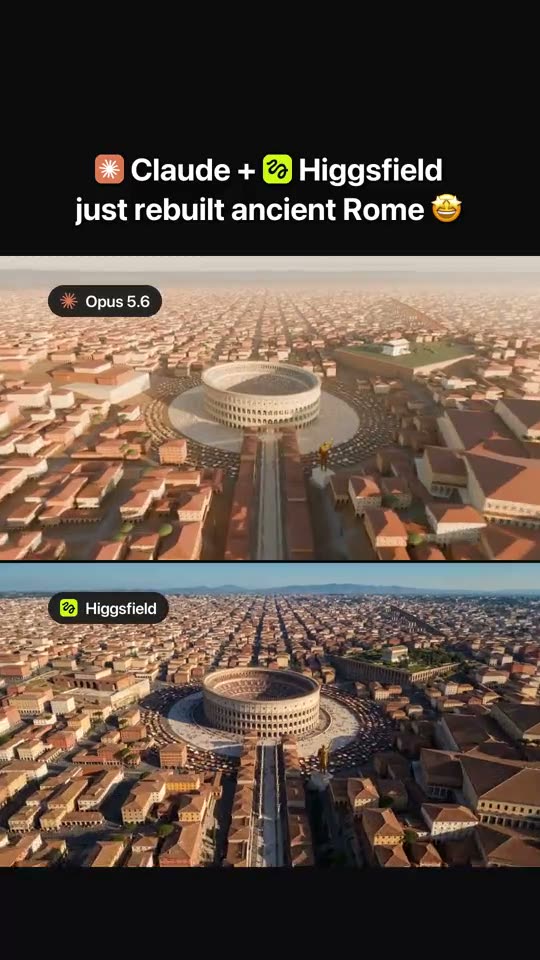 Claude + Higgsfield
just rebuilt ancient Rome 🤩
Opus 5.6
Higgsfield